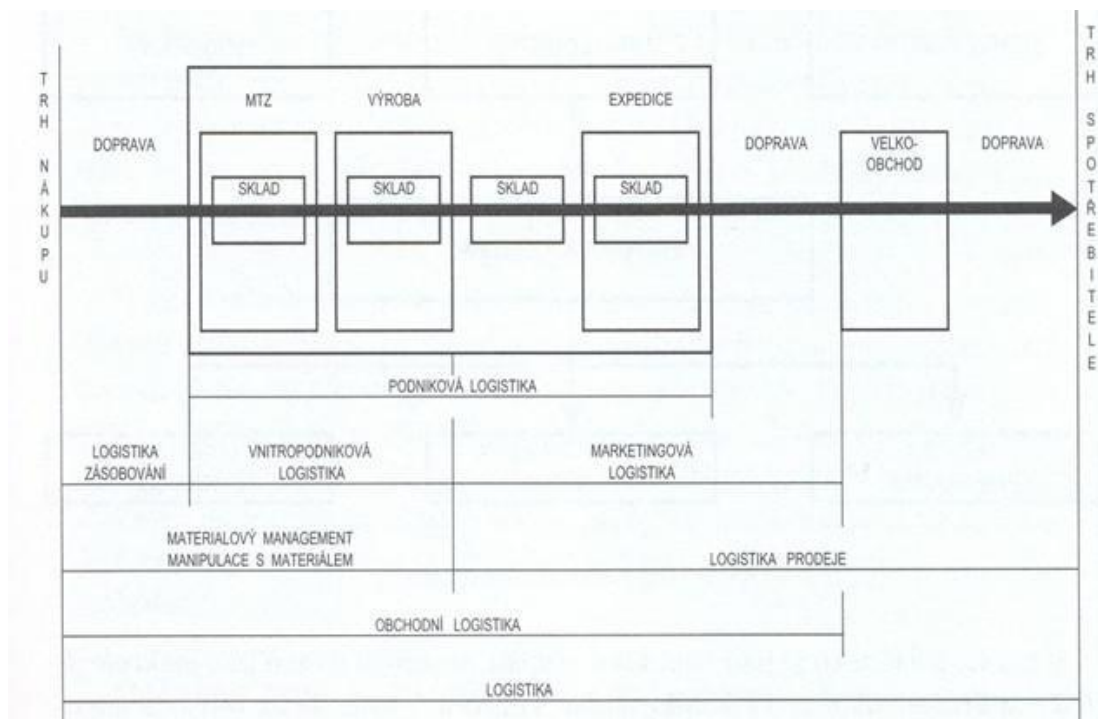 TRH NÁKUPU
TRH SPOTŘEBITELE
MTZ
VÝROBA
EXPEDICE
DOPRAVA
DOPRAVA
VELKO-
OBCHOD
DOPRAVA
SKLAD
SKLAD
SKLAD
SKLAD
PODNIKOVÁ LOGISTIKA
LOGISTIKA
ZÁSOBOVÁNÍ
VNITROPODNIKOVÁ
LOGISTIKA
MARKETINGOVÁ
LOGISTIKA
MATERIALOVÝ MANAGEMENT
MANIPULACE S MATERIÁLEM
LOGISTIKA PRODEJE
OBCHODNÍ LOGISTIKA
LOGISTIKA